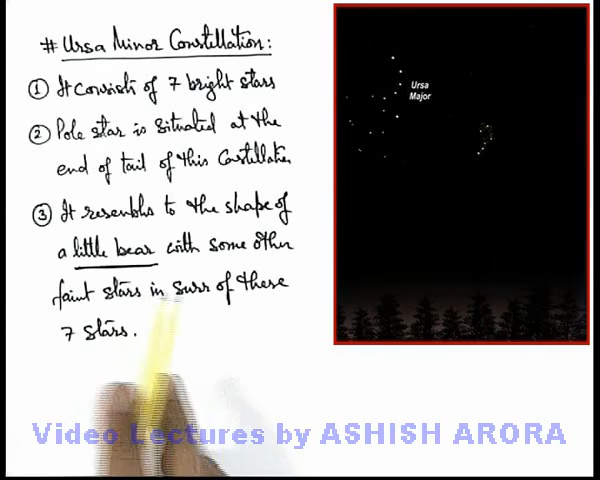 # Ursa Minor Constellation:
① It consists of 7 bright stars
② Pole star is situated at the
end of tail of this Constellation
③ It resembles to the shape of
a little bear with some other
faint stars in surr of these
7 stars.
Ursa
Major
Video Lectures by ASHISH ARORA